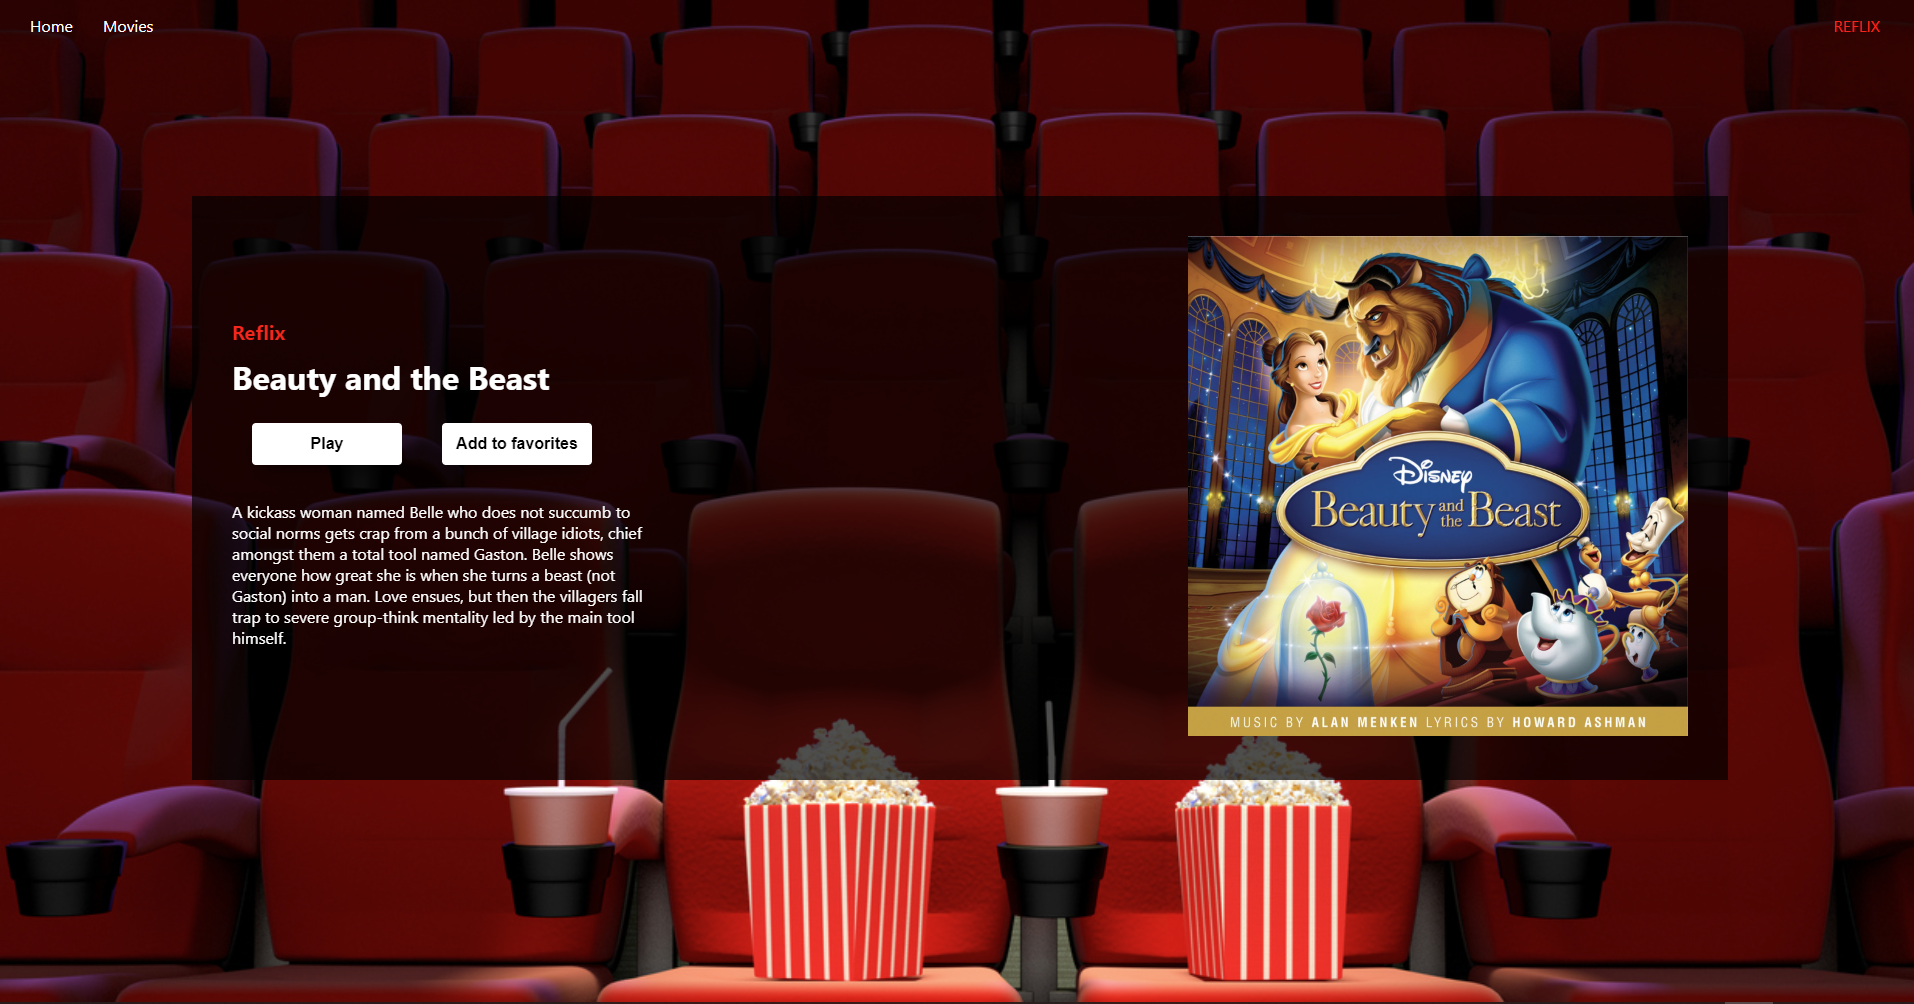 Home Movies REFLIX
Reflix
Beauty and the Beast
Play Add to favorites
A kickass woman named Belle who does not succumb to
social norms gets crap from a bunch of village idiots, chief
amongst them a total tool named Gaston. Belle shows
everyone how great she is when she turns a beast (not
Gaston) into a man. Love ensues, but then the villagers fall
trap to severe group-think mentality led by the main tool
himself.
Disney
Beauty and the Beast
MUSIC BY ALAN MENKEN LYRICS BY HOWARD ASHMAN